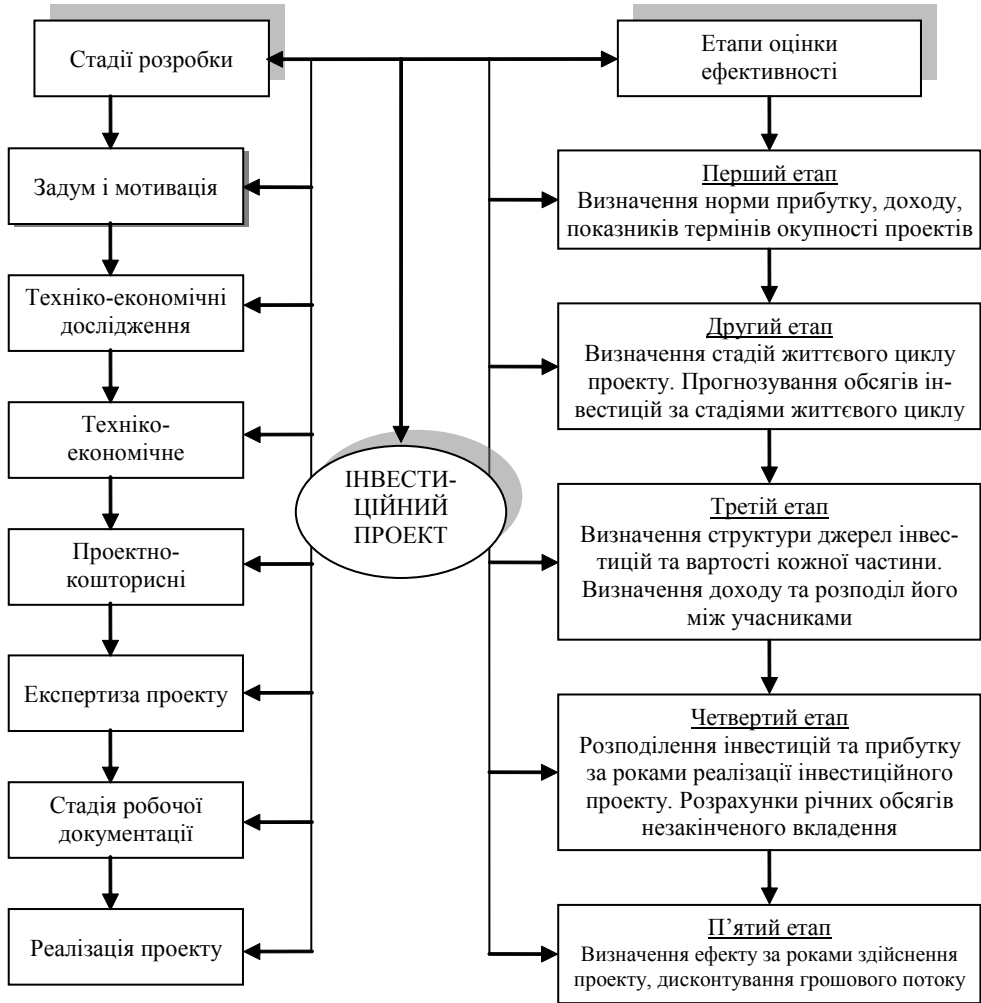 Стадії розробки
Задум і мотивація
Техніко-економічні
дослідження
Техніко-
економічне
Проектно-
кошторисні
Експертиза проекту
Стадія робочої
документації
Реалізація проекту
ІНВЕСТИ-
ЦІЙНИЙ
ПРОЕКТ
Етапи оцінки
ефективності
Перший етап
Визначення норми прибутку, доходу,
показників термінів окупності проектів
Другий етап
Визначення стадій життєвого циклу
проекту. Прогнозування обсягів ін-
вестицій за стадіями життєвого циклу
Третій етап
Визначення структури джерел інвес-
тицій та вартості кожної частини.
Визначення доходу та розподіл його
між учасниками
Четвертий етап
Розподілення інвестицій та прибутку
за роками реалізації інвестиційного
проекту. Розрахунки річних обсягів
незакінченого вкладення
П’ятий етап
Визначення ефекту за роками здійснення
проекту, дисконтування грошового потоку